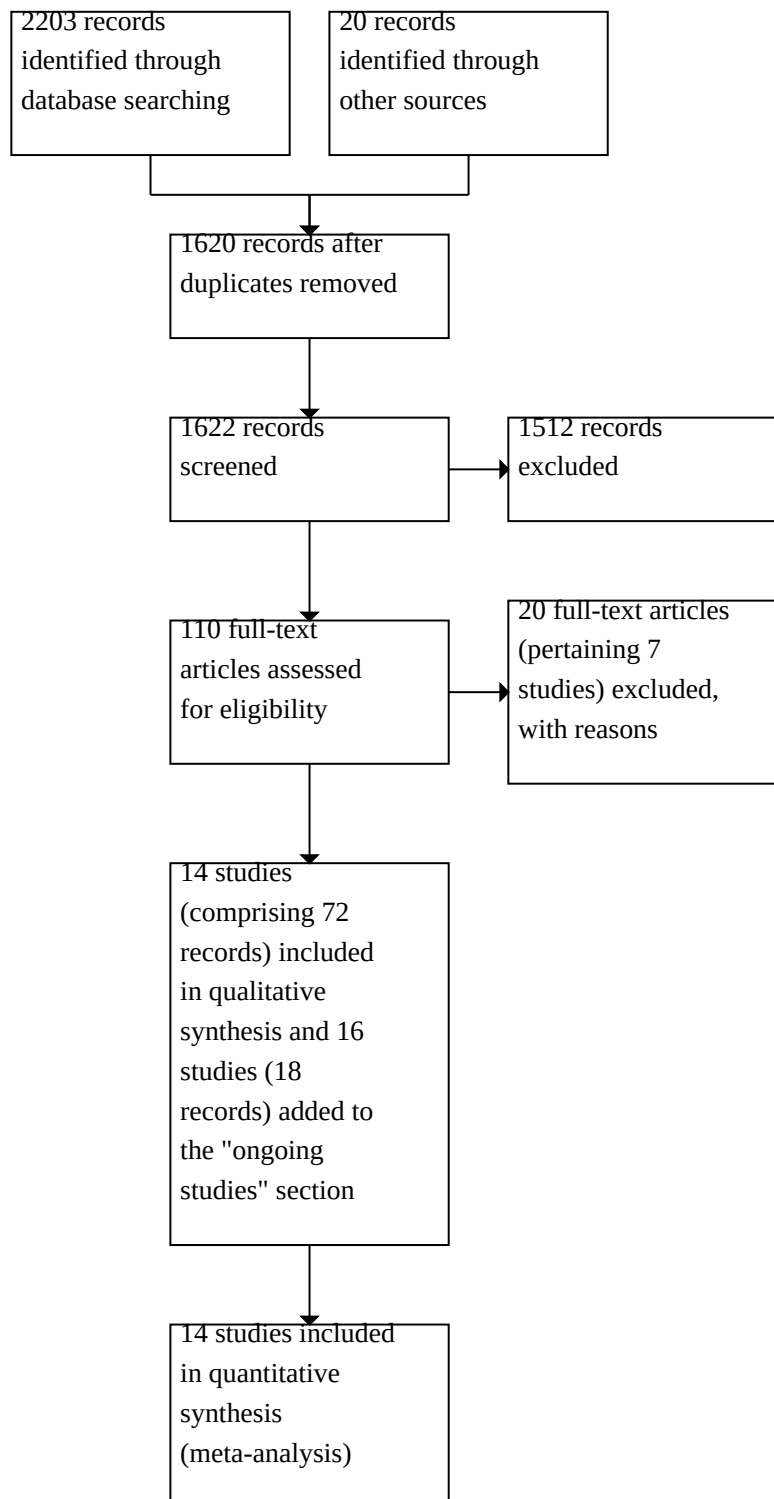 2203 records
identified through
database searching
20 records
identified through
other sources
1620 records after
duplicates removed
1622 records
screened
1512 records
excluded
110 full-text
articles assessed
for eligibility
20 full-text articles
(pertaining 7
studies) excluded,
with reasons
14 studies
(comprising 72
records) included
in qualitative
synthesis and 16
studies (18
records) added to
the "ongoing
studies" section
14 studies included
in quantitative
synthesis
(meta-analysis)